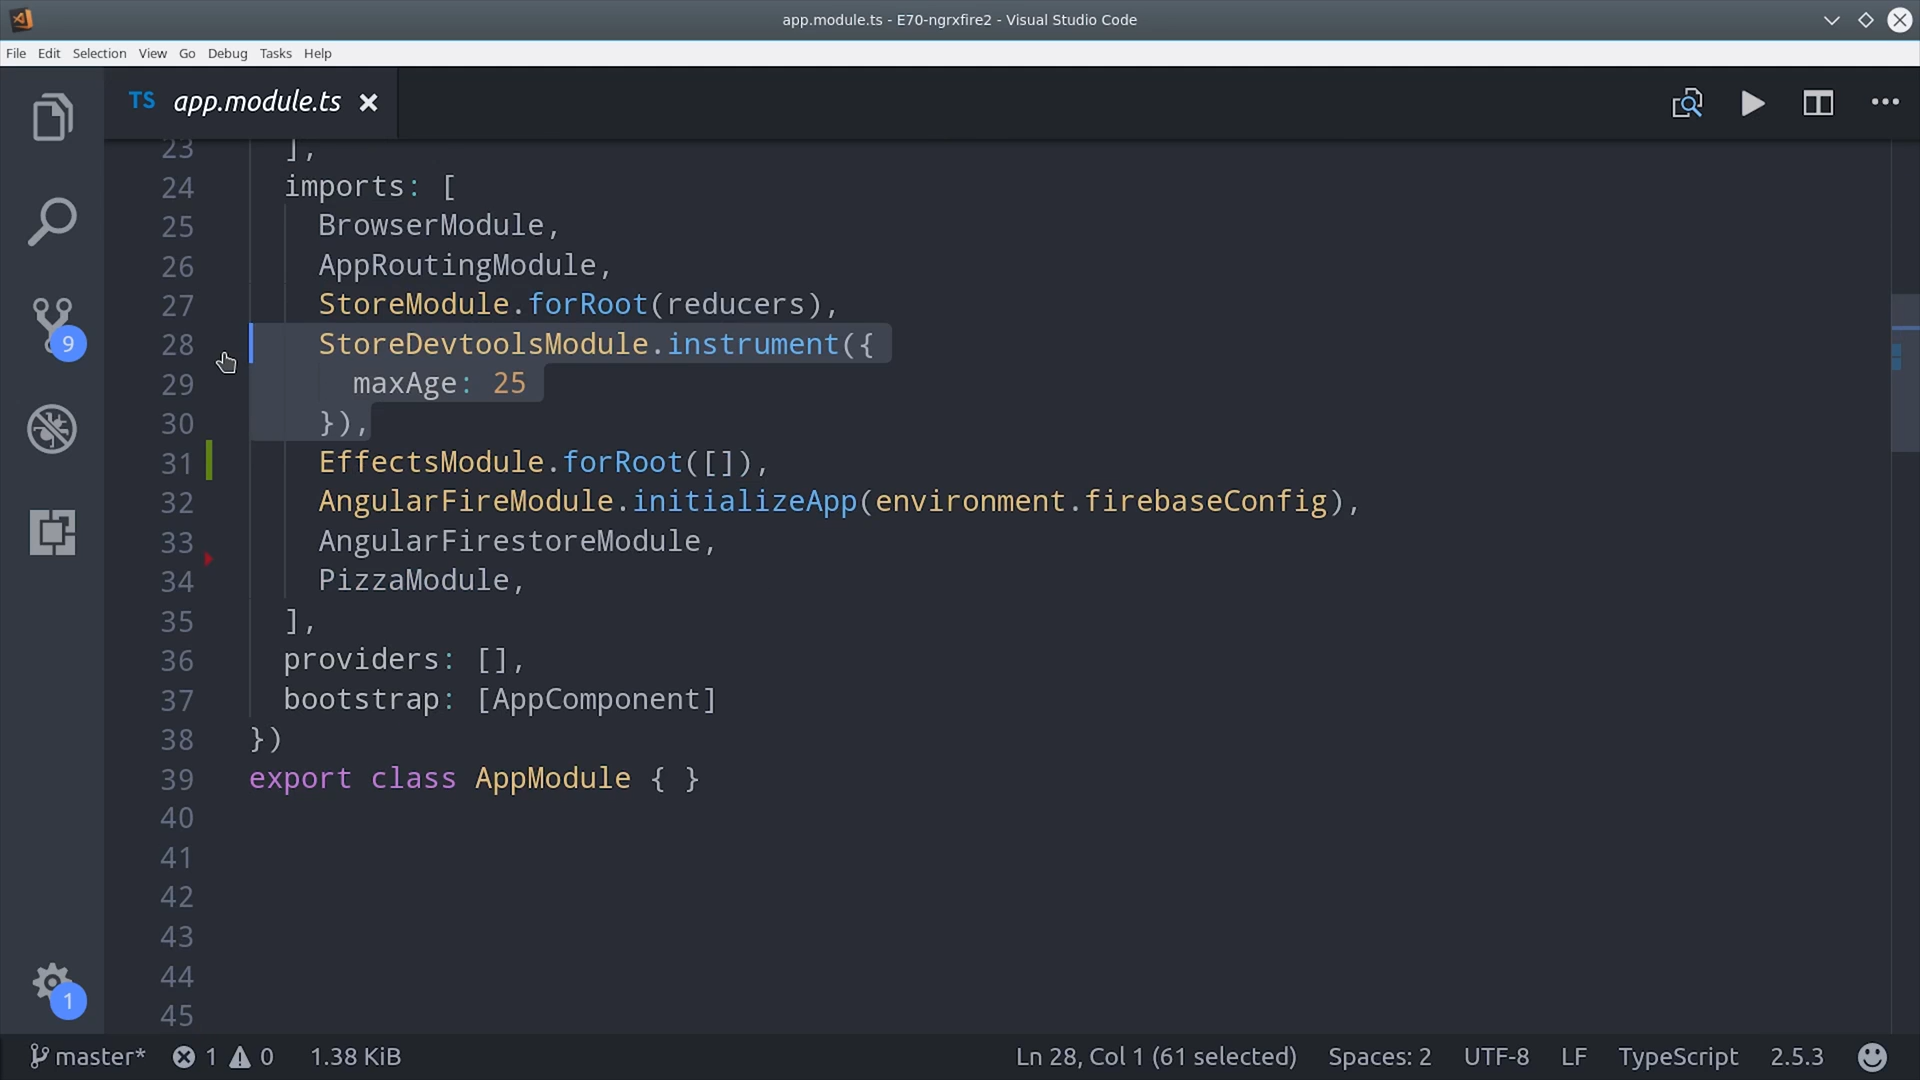 app.module.ts - E70-ngrxfire2 - Visual Studio Code
File Edit Selection View Go Debug Tasks Help
TS app.module.ts
23 ],
24 imports: [
25 BrowserModule,
26 AppRoutingModule,
27 StoreModule.forRoot(reducers),
28 StoreDevtoolsModule.instrument({
29 maxAge: 25
30 }),
31 EffectsModule.forRoot([]),
32 AngularFireModule.initializeApp(environment.firebaseConfig),
33 AngularFirestoreModule,
34 PizzaModule,
35 ],
36 providers: [],
37 bootstrap: [AppComponent]
38 })
39 export class AppModule { }
40
41
42
43
44
45
9
1
master* 1 0 1.38 KiB Ln 28, Col 1 (61 selected) Spaces: 2 UTF-8 LF TypeScript 2.5.3